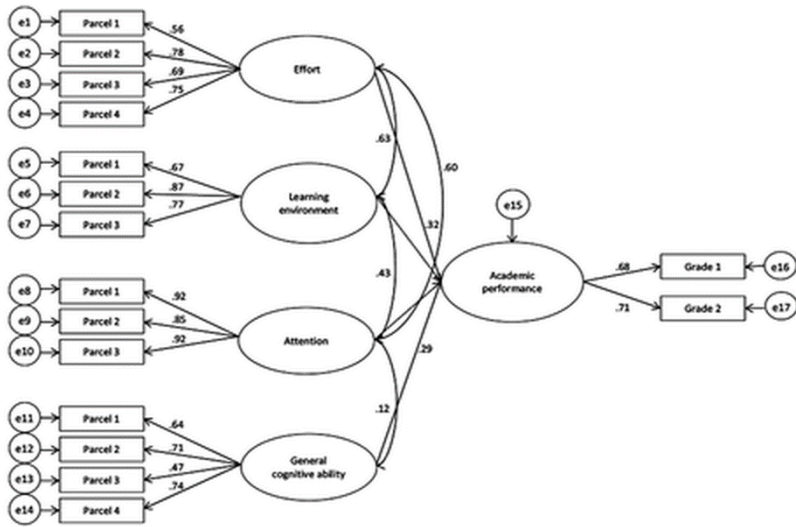 e1
Parcel 1
.56
e2
Parcel 2
.78
e3
Parcel 3
.69
e4
Parcel 4
.75
Effort
.63
.60
e5
Parcel 1
.67
e6
Parcel 2
.87
e7
Parcel 3
.77
Learning
environment
.32
.43
e15
Academic
performance
.68
Grade 1
e16
.71
Grade 2
e17
e8
Parcel 1
.92
e9
Parcel 2
.85
e10
Parcel 3
.92
Attention
.29
.12
e11
Parcel 1
.64
e12
Parcel 2
.71
e13
Parcel 3
.47
e14
Parcel 4
.74
General
cognitive ability